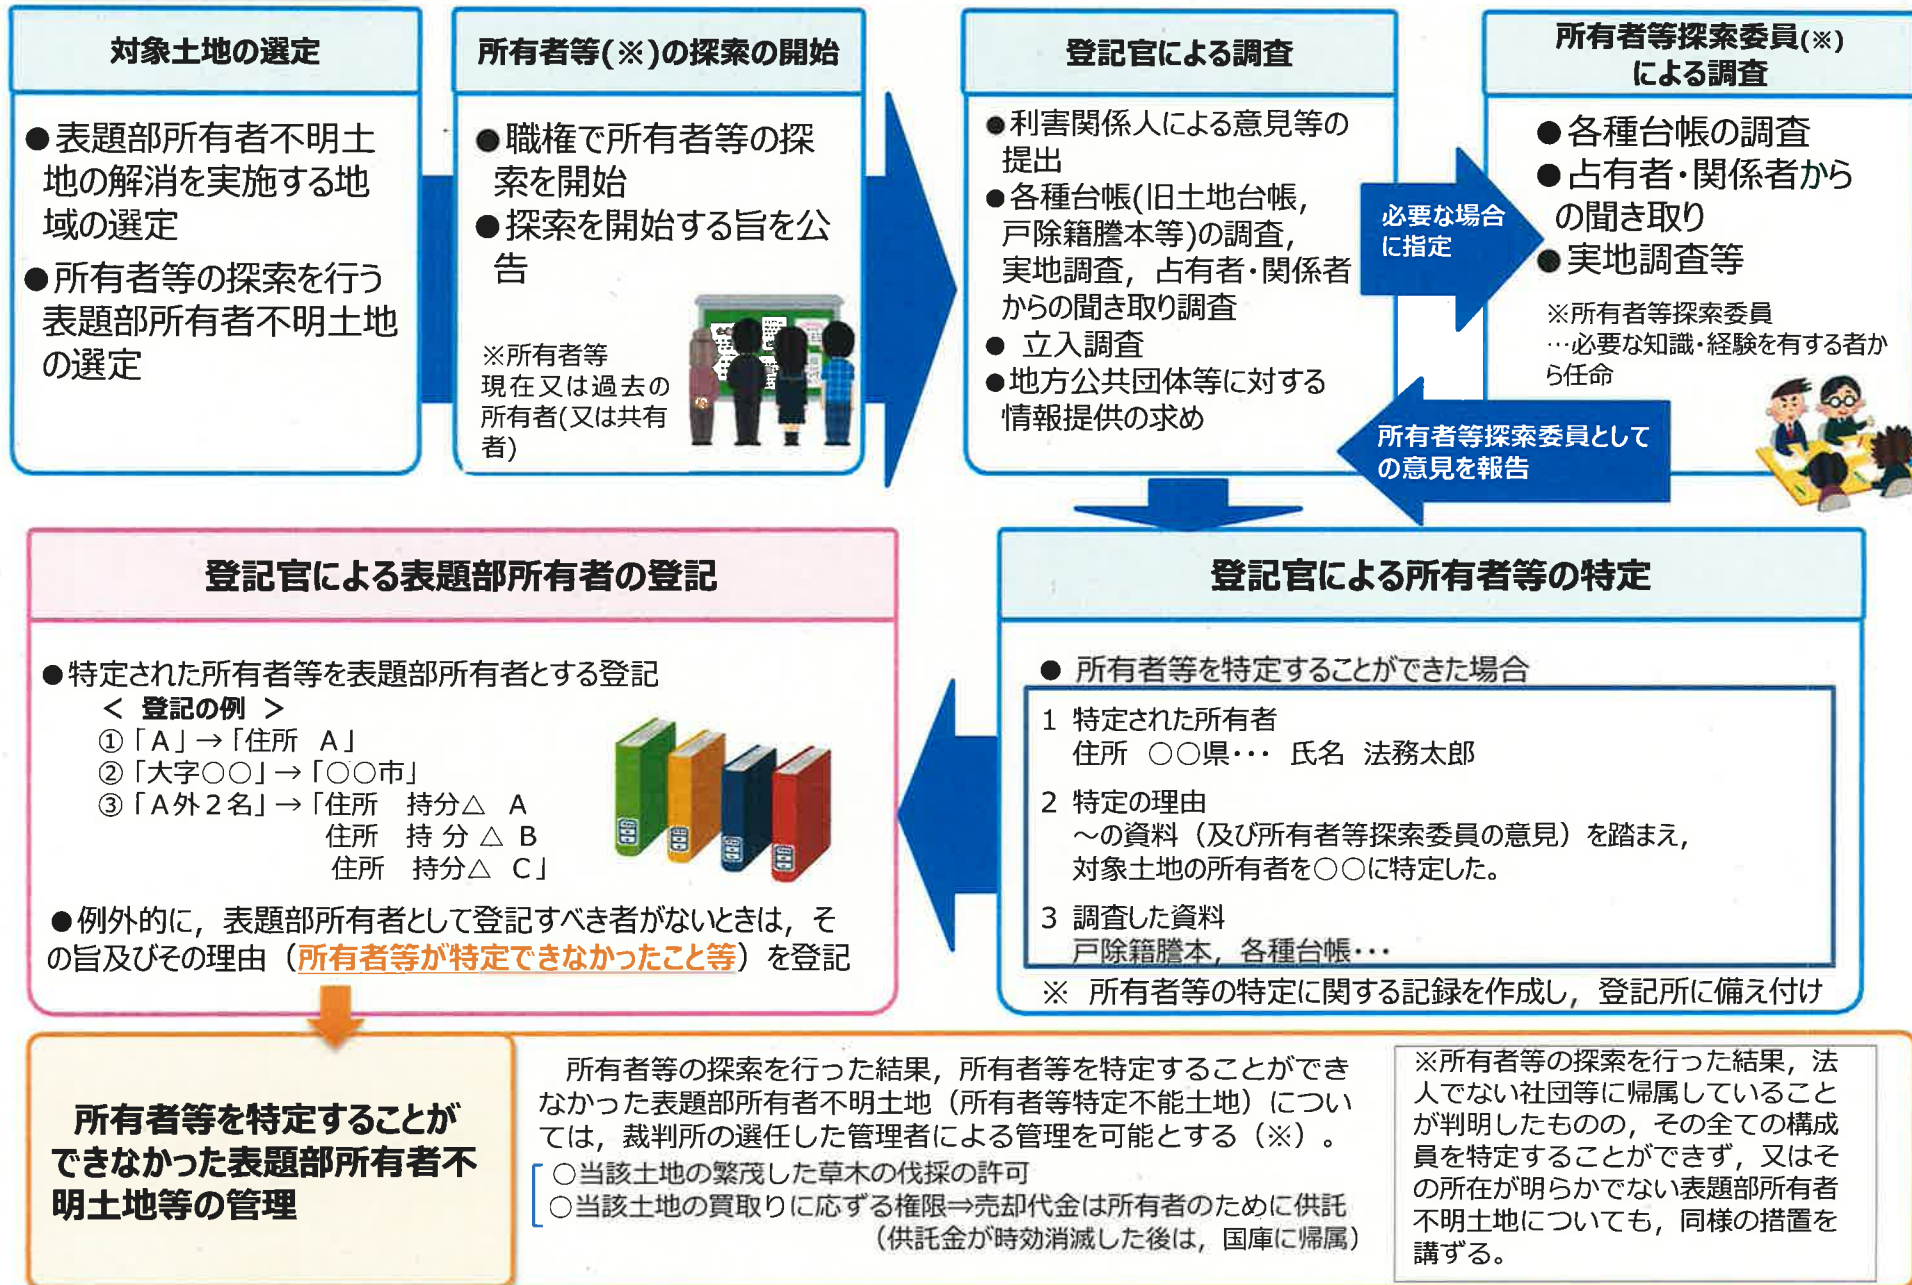 対象土地の選定
●表題部所有者不明土
地の解消を実施する地
域の選定
●所有者等の探索を行う
表題部所有者不明土地
の選定
所有者等(※)の探索の開始
●職権で所有者等の探
索を開始
●探索を開始する旨を公
告
※所有者等
現在又は過去の
所有者(又は共有
者)
登記官による調査
●利害関係人による意見等の
提出
●各種台帳(旧土地台帳,
戸除籍謄本等)の調査,
実地調査, 占有者・関係者
からの聞き取り調査
● 立入調査
●地方公共団体等に対する
情報提供の求め
必要な場合
に指定
所有者等探索委員(※)
による調査
●各種台帳の調査
●占有者・関係者から
の聞き取り
●実地調査等
※所有者等探索委員
…必要な知識・経験を有する者か
ら任命
所有者等探索委員として
の意見を報告
登記官による所有者等の特定
● 所有者等を特定することができた場合
1 特定された所有者
住所 〇〇県・・・ 氏名 法務太郎
2 特定の理由
～の資料（及び所有者等探索委員の意見）を踏まえ,
対象土地の所有者を〇〇に特定した。
3 調査した資料
戸除籍謄本, 各種台帳・・・
※ 所有者等の特定に関する記録を作成し, 登記所に備え付け
登記官による表題部所有者の登記
●特定された所有者等を表題部所有者とする登記
＜ 登記の例 ＞
①「A」→「住所 A」
②「大字〇〇」→「〇〇市」
③「A外２名」→「住所 持分△ A
住所 持分△ B
住所 持分△ C」
●例外的に, 表題部所有者として登記すべき者がないときは, そ
の旨及びその理由（所有者等が特定できなかったこと等）を登記
所有者等を特定することが
できなかった表題部所有者不
明土地等の管理
所有者等の探索を行った結果, 所有者等を特定することができ
なかった表題部所有者不明土地（所有者等特定不能土地）につい
ては, 裁判所の選任した管理者による管理を可能とする（※）。
○当該土地の繁茂した草木の伐採の許可
○当該土地の買取りに応ずる権限⇒売却代金は所有者のために供託
（供託金が時効消滅した後は, 国庫に帰属）
※所有者等の探索を行った結果, 法
人でない社団等に帰属していること
が判明したものの, その全ての構成
員を特定することができず, 又はそ
の所在が明らかでない表題部所有者
不明土地についても, 同様の措置を
講ずる。